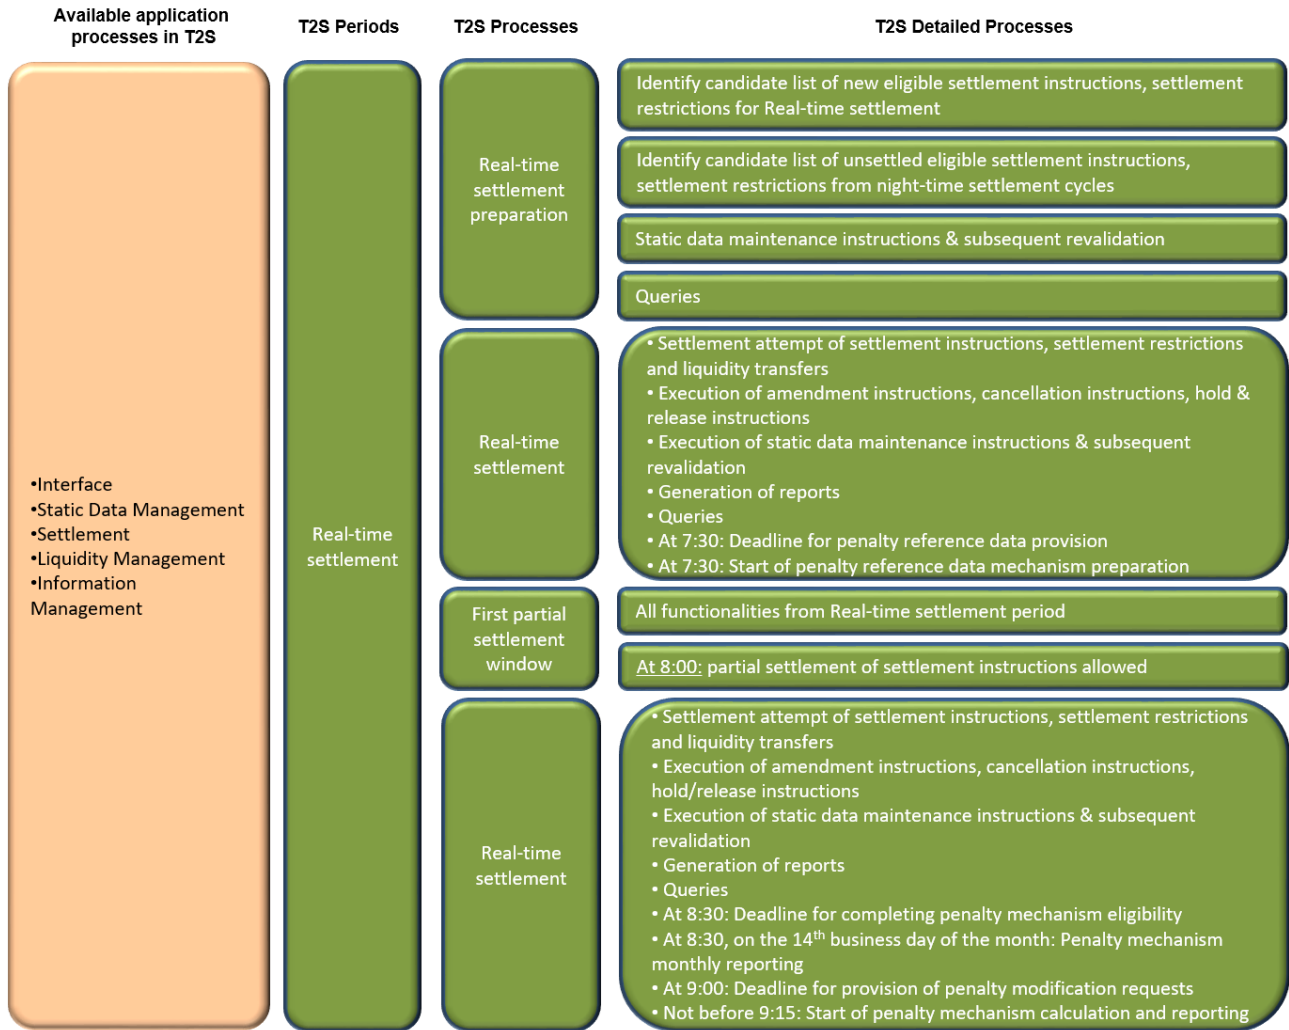 Available application
processes in T2S
T2S Periods
T2S Processes
T2S Detailed Processes
•Interface
•Static Data Management
•Settlement
•Liquidity Management
•Information
Management
Real-time
settlement
Real-time
settlement
preparation
Identify candidate list of new eligible settlement instructions, settlement
restrictions for Real-time settlement
Identify candidate list of unsettled eligible settlement instructions,
settlement restrictions from night-time settlement cycles
Static data maintenance instructions & subsequent revalidation
Queries
Real-time
settlement
• Settlement attempt of settlement instructions, settlement restrictions
and liquidity transfers
• Execution of amendment instructions, cancellation instructions, hold &
release instructions
• Execution of static data maintenance instructions & subsequent
revalidation
• Generation of reports
• Queries
• At 7:30: Deadline for penalty reference data provision
• At 7:30: Start of penalty reference data mechanism preparation
First partial
settlement
window
All functionalities from Real-time settlement period
At 8:00: partial settlement of settlement instructions allowed
Real-time
settlement
• Settlement attempt of settlement instructions, settlement restrictions
and liquidity transfers
• Execution of amendment instructions, cancellation instructions,
hold/release instructions
• Execution of static data maintenance instructions & subsequent
revalidation
• Generation of reports
• Queries
• At 8:30: Deadline for completing penalty mechanism eligibility
• At 8:30, on the 14th business day of the month: Penalty mechanism
monthly reporting
• At 9:00: Deadline for provision of penalty modification requests
• Not before 9:15: Start of penalty mechanism calculation and reporting